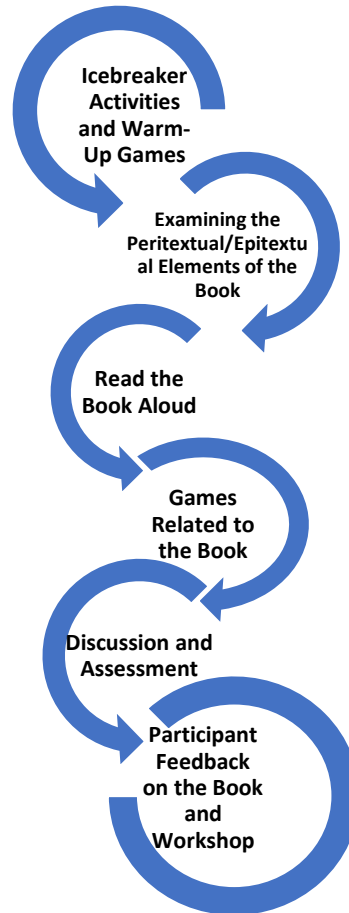 Icebreaker
Activities
and Warm-
Up Games
Examining the
Peritextual/Epitextu
al Elements of the
Book
Read the
Book Aloud
Games
Related to
the Book
Discussion and
Assessment
Participant
Feedback
on the Book
and
Workshop